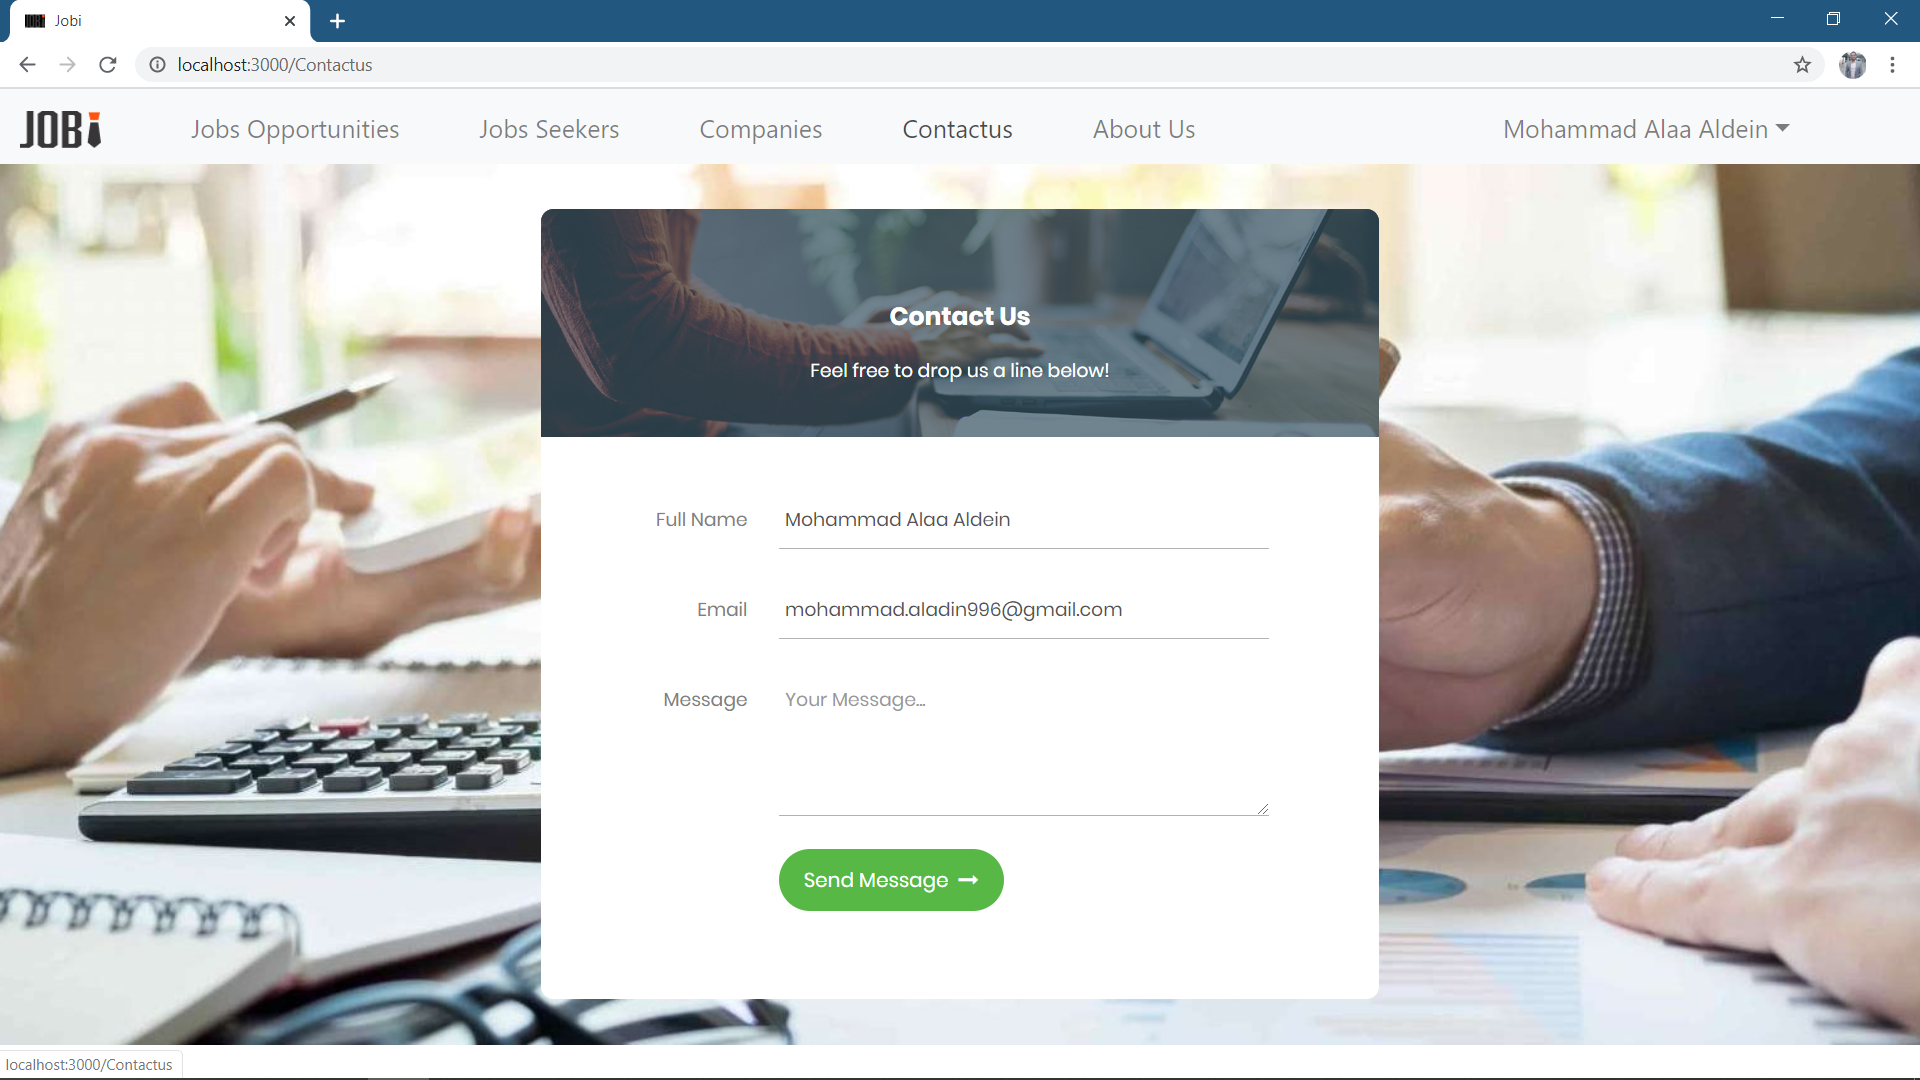 Jobi
localhost:3000/Contactus
JOBi
Jobs Opportunities
Jobs Seekers
Companies
Contactus
About Us
Mohammad Alaa Aldein
Contact Us
Feel free to drop us a line below!
Full Name
Mohammad Alaa Aldein
Email
mohammad.aladin996@gmail.com
Message
Your Message...
Send Message
localhost:3000/Contactus